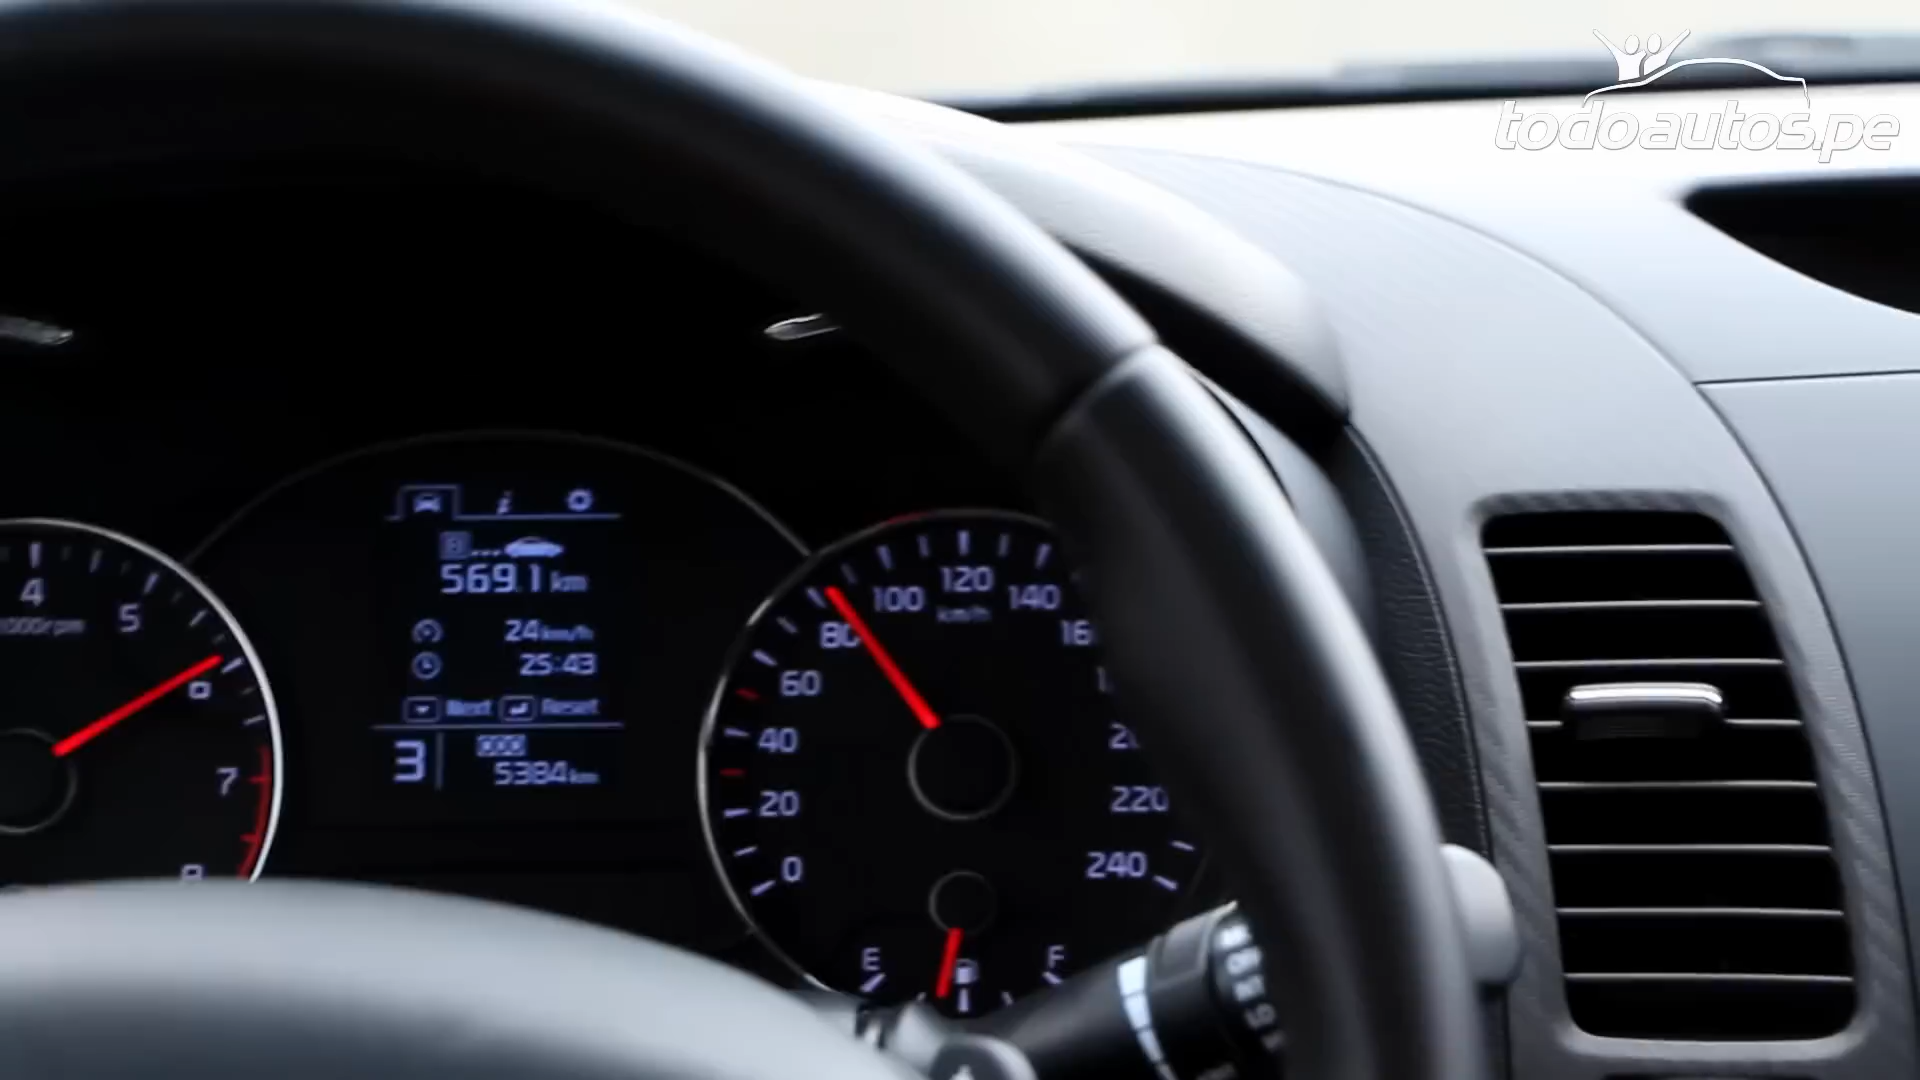 todoautos.pe
i
B...
569.1 km
24 km/h
25:43
Next Reset
3
5384 km
4
5
6
7
8
x1000rpm
0
20
40
60
80
100
120
140
220
240
km/h
E
F